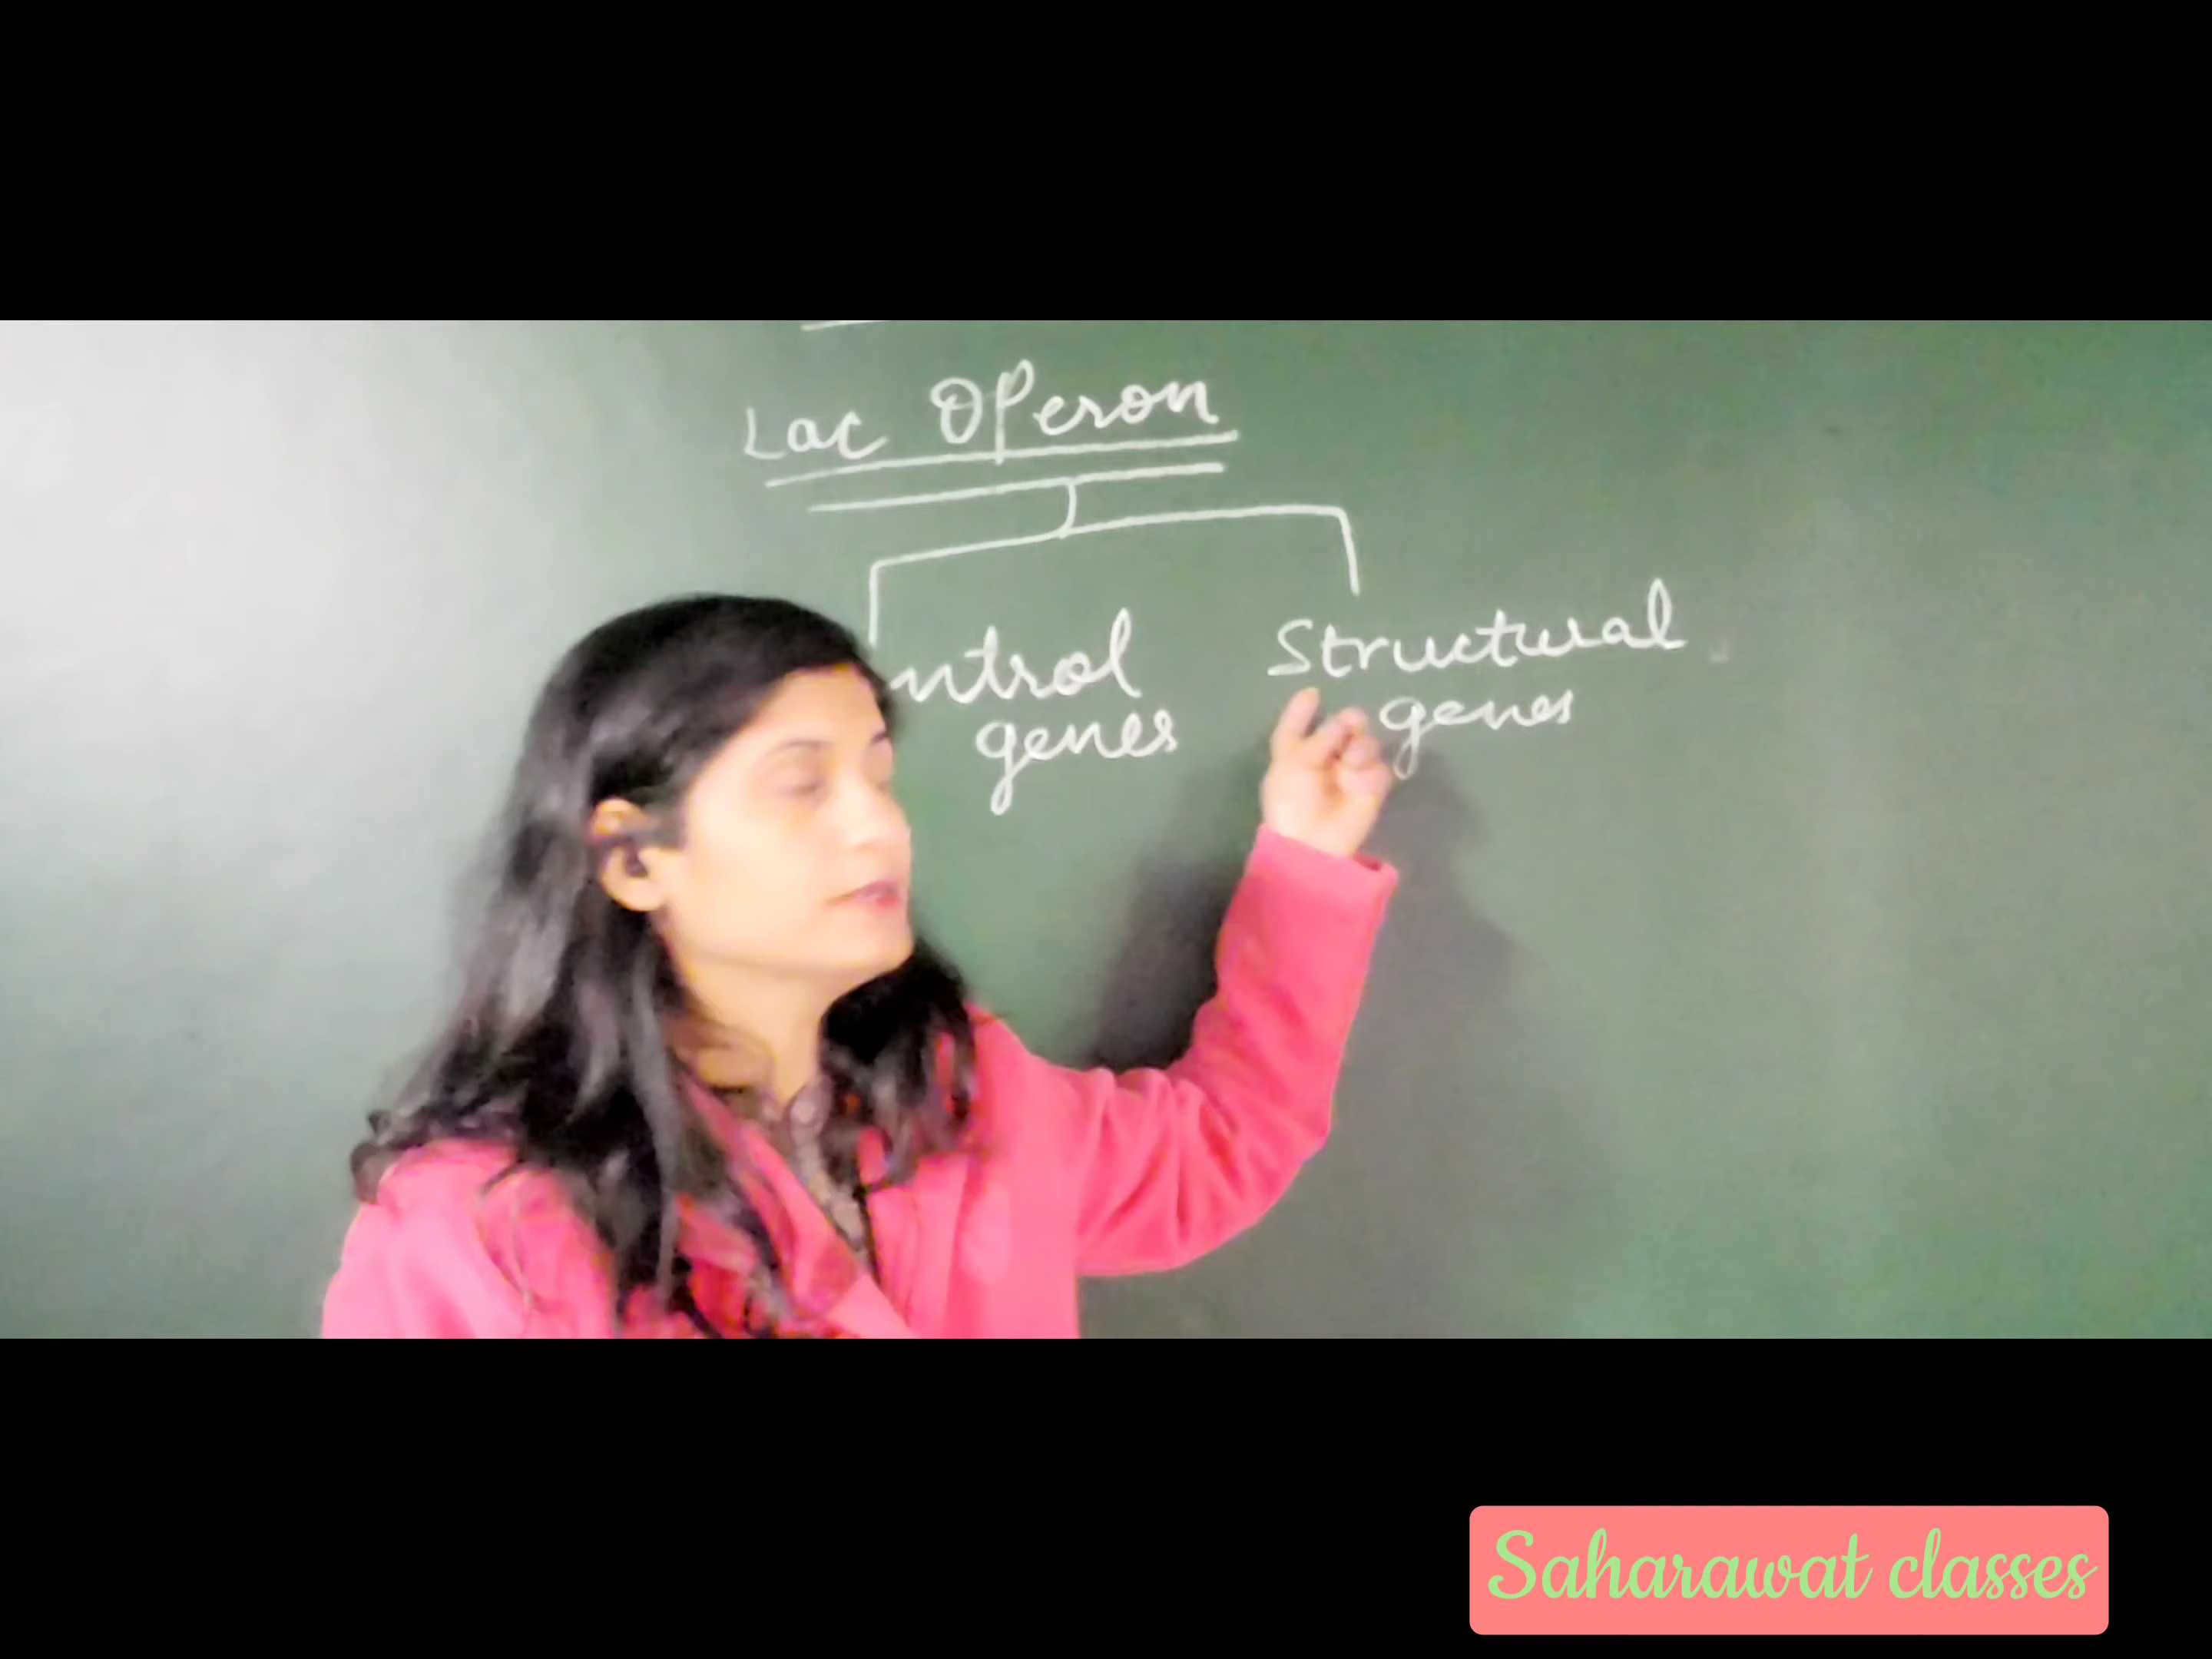 Lac Operon
ntrol
genes
Structural
genes
Saharawat classes